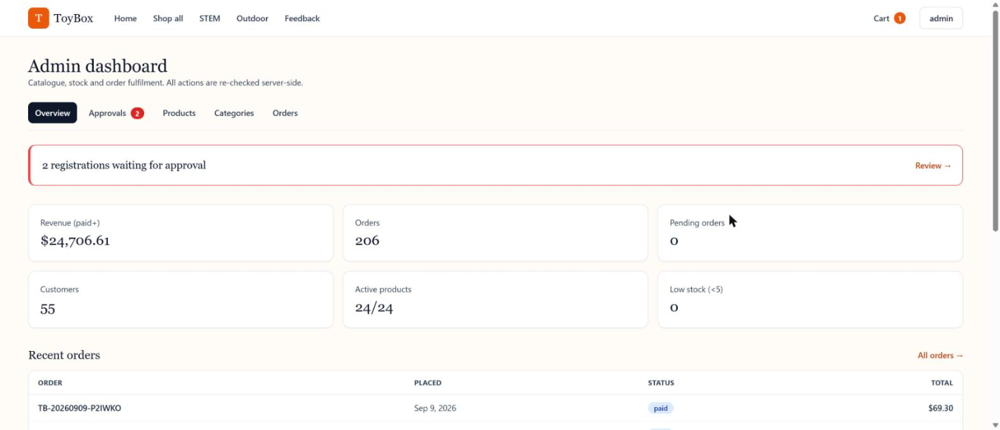 T ToyBox Home Shop all STEM Outdoor Feedback Cart 1 admin
Admin dashboard
Catalogue, stock and order fulfilment. All actions are re-checked server-side.
Overview Approvals 2 Products Categories Orders
2 registrations waiting for approval Review →
Revenue (paid+) Orders Pending orders
$24,706.61 206 0
Customers Active products Low stock (<5)
55 24/24 0
Recent orders All orders →
ORDER PLACED STATUS TOTAL
TB-20260909-P2IWKO Sep 9, 2026 paid $69.30